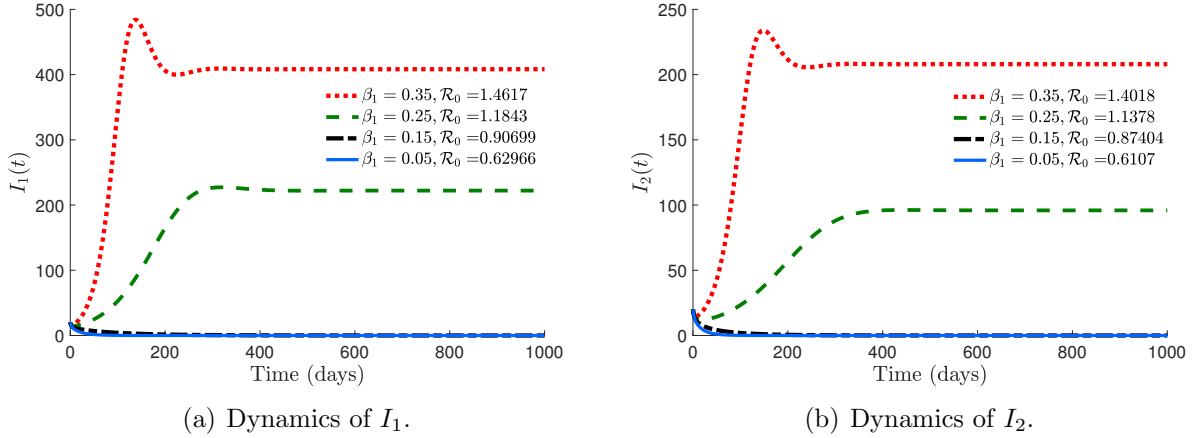 500
400
300
200
100
0
I₁(t)
β₁ = 0.35, R₀ =1.4617
β₁ = 0.25, R₀ =1.1843
β₁ = 0.15, R₀ =0.90699
β₁ = 0.05, R₀ =0.62966
0 200 400 600 800 1000
Time (days)
(a) Dynamics of I₁.
250
200
150
100
50
0
I₂(t)
β₁ = 0.35, R₀ =1.4018
β₁ = 0.25, R₀ =1.1378
β₁ = 0.15, R₀ =0.87404
β₁ = 0.05, R₀ =0.6107
0 200 400 600 800 1000
Time (days)
(b) Dynamics of I₂.